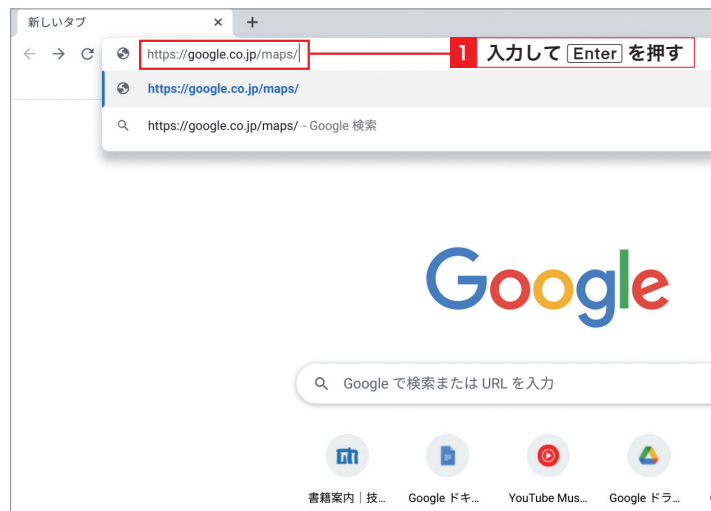 新しいタブ
https://google.co.jp/maps/
1 入力して Enter を押す
https://google.co.jp/maps/
https://google.co.jp/maps/ - Google 検索
Google
Google で検索または URL を入力
書籍案内｜技...
Google ドキ...
YouTube Mus...
Google ドラ...